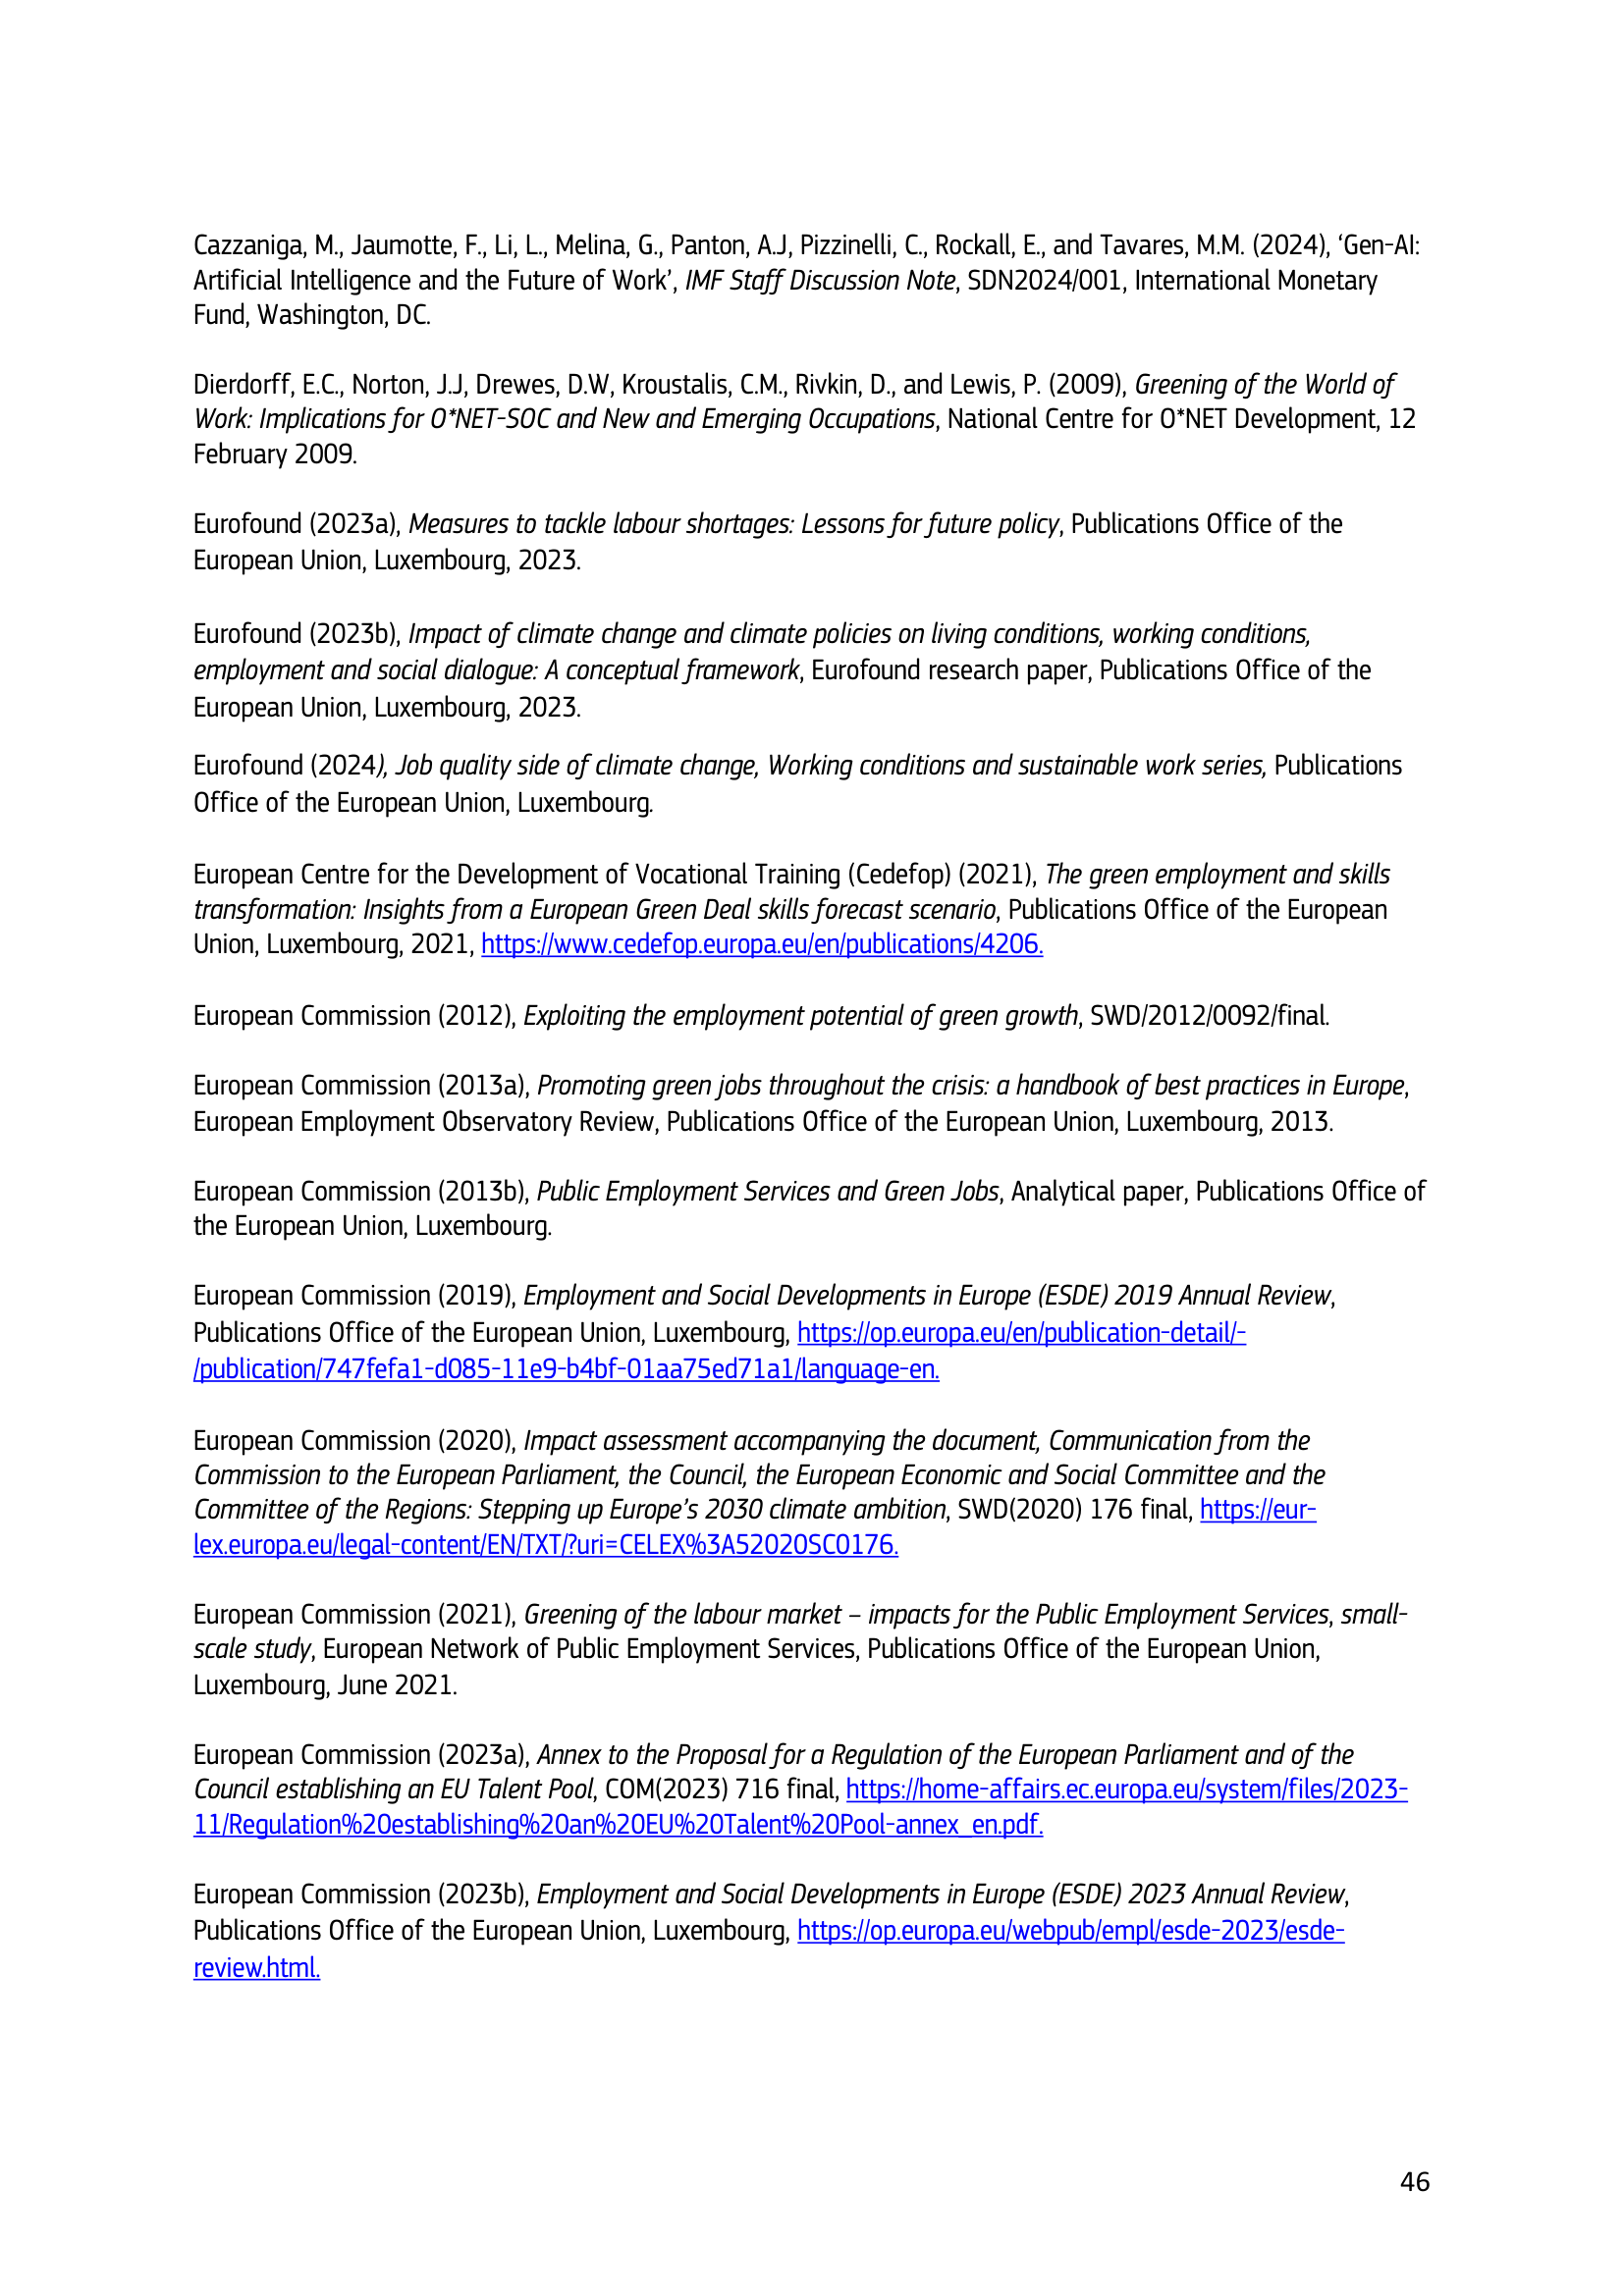 Cazzaniga, M., Jaumotte, F., Li, L., Melina, G., Panton, A.J, Pizzinelli, C., Rockall, E., and Tavares, M.M. (2024), ‘Gen-AI:
Artificial Intelligence and the Future of Work’, IMF Staff Discussion Note, SDN2024/001, International Monetary
Fund, Washington, DC.
Dierdorff, E.C., Norton, J.J, Drewes, D.W, Kroustalis, C.M., Rivkin, D., and Lewis, P. (2009), Greening of the World of
Work: Implications for O*NET-SOC and New and Emerging Occupations, National Centre for O*NET Development, 12
February 2009.
Eurofound (2023a), Measures to tackle labour shortages: Lessons for future policy, Publications Office of the
European Union, Luxembourg, 2023.
Eurofound (2023b), Impact of climate change and climate policies on living conditions, working conditions,
employment and social dialogue: A conceptual framework, Eurofound research paper, Publications Office of the
European Union, Luxembourg, 2023.
Eurofound (2024), Job quality side of climate change, Working conditions and sustainable work series, Publications
Office of the European Union, Luxembourg.
European Centre for the Development of Vocational Training (Cedefop) (2021), The green employment and skills
transformation: Insights from a European Green Deal skills forecast scenario, Publications Office of the European
Union, Luxembourg, 2021, https://www.cedefop.europa.eu/en/publications/4206.
European Commission (2012), Exploiting the employment potential of green growth, SWD/2012/0092/final.
European Commission (2013a), Promoting green jobs throughout the crisis: a handbook of best practices in Europe,
European Employment Observatory Review, Publications Office of the European Union, Luxembourg, 2013.
European Commission (2013b), Public Employment Services and Green Jobs, Analytical paper, Publications Office of
the European Union, Luxembourg.
European Commission (2019), Employment and Social Developments in Europe (ESDE) 2019 Annual Review,
Publications Office of the European Union, Luxembourg, https://op.europa.eu/en/publication-detail/-
/publication/747fefa1-d085-11e9-b4bf-01aa75ed71a1/language-en.
European Commission (2020), Impact assessment accompanying the document, Communication from the
Commission to the European Parliament, the Council, the European Economic and Social Committee and the
Committee of the Regions: Stepping up Europe’s 2030 climate ambition, SWD(2020) 176 final, https://eur-
lex.europa.eu/legal-content/EN/TXT/?uri=CELEX%3A52020SC0176.
European Commission (2021), Greening of the labour market – impacts for the Public Employment Services, small-
scale study, European Network of Public Employment Services, Publications Office of the European Union,
Luxembourg, June 2021.
European Commission (2023a), Annex to the Proposal for a Regulation of the European Parliament and of the
Council establishing an EU Talent Pool, COM(2023) 716 final, https://home-affairs.ec.europa.eu/system/files/2023-
11/Regulation%20establishing%20an%20EU%20Talent%20Pool-annex_en.pdf.
European Commission (2023b), Employment and Social Developments in Europe (ESDE) 2023 Annual Review,
Publications Office of the European Union, Luxembourg, https://op.europa.eu/webpub/empl/esde-2023/esde-
review.html.
46